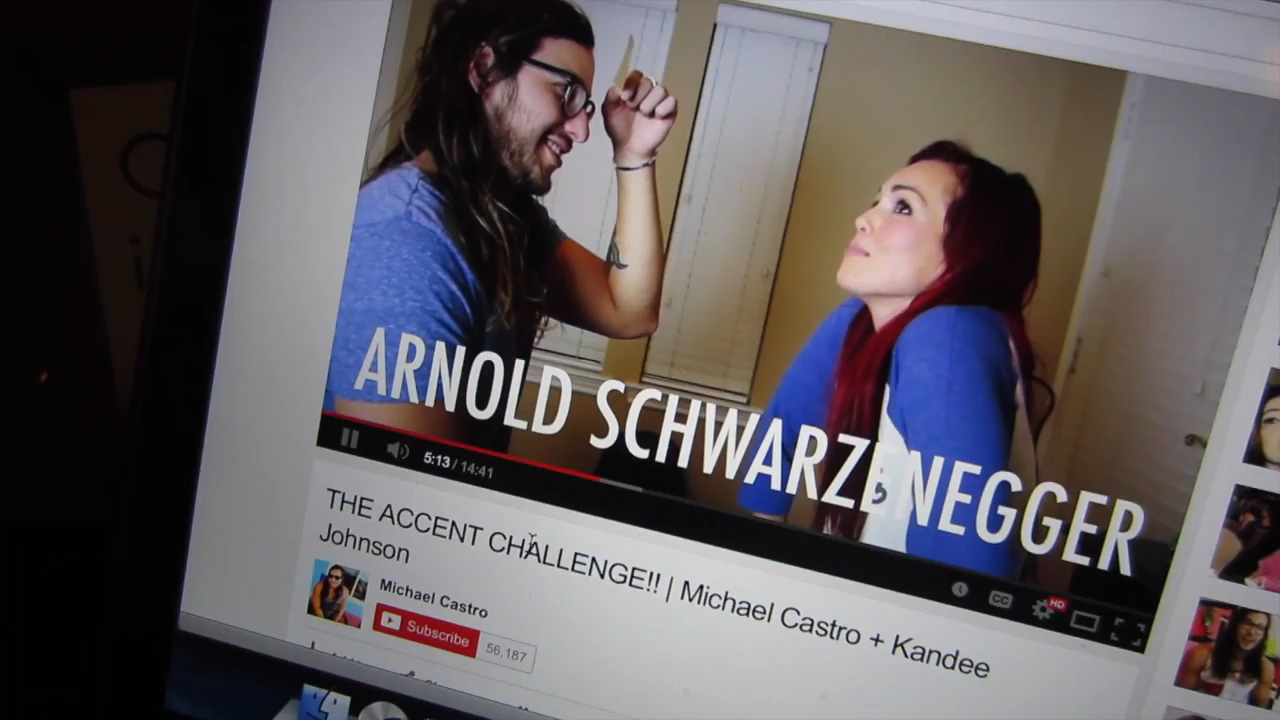 ARNOLD SCHWARZENEGGER
5:13 / 14:41
CC
HD
THE ACCENT CHALLENGE!! | Michael Castro + Kandee
Johnson
Michael Castro
Subscribe
56,187